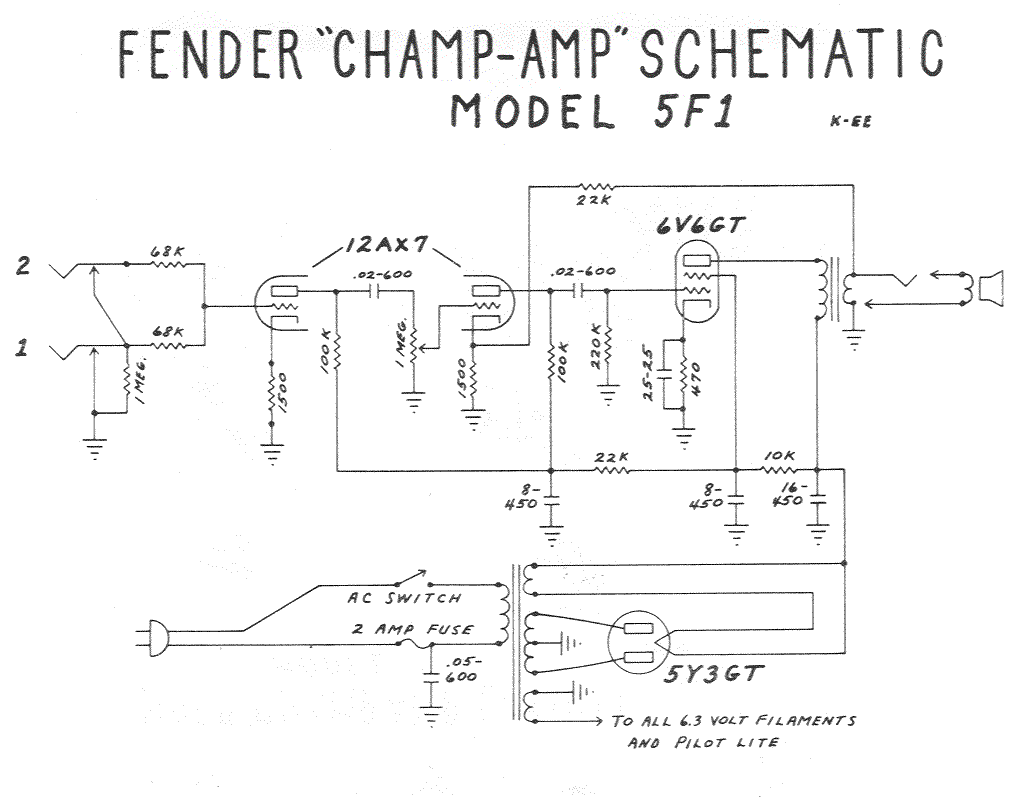 FENDER "CHAMP-AMP" SCHEMATIC
MODEL 5F1
K-EE
22K
6V6GT
12AX7
2
68K
.02-600
.02-600
1
68K
1 MEG.
1500
100K
1 MEG.
1500
100K
220K
25-25
470
22K
10K
8-
450
8-
450
16-
450
AC SWITCH
2 AMP FUSE
.05-
600
5Y3GT
TO ALL 6.3 VOLT FILAMENTS
AND PILOT LITE